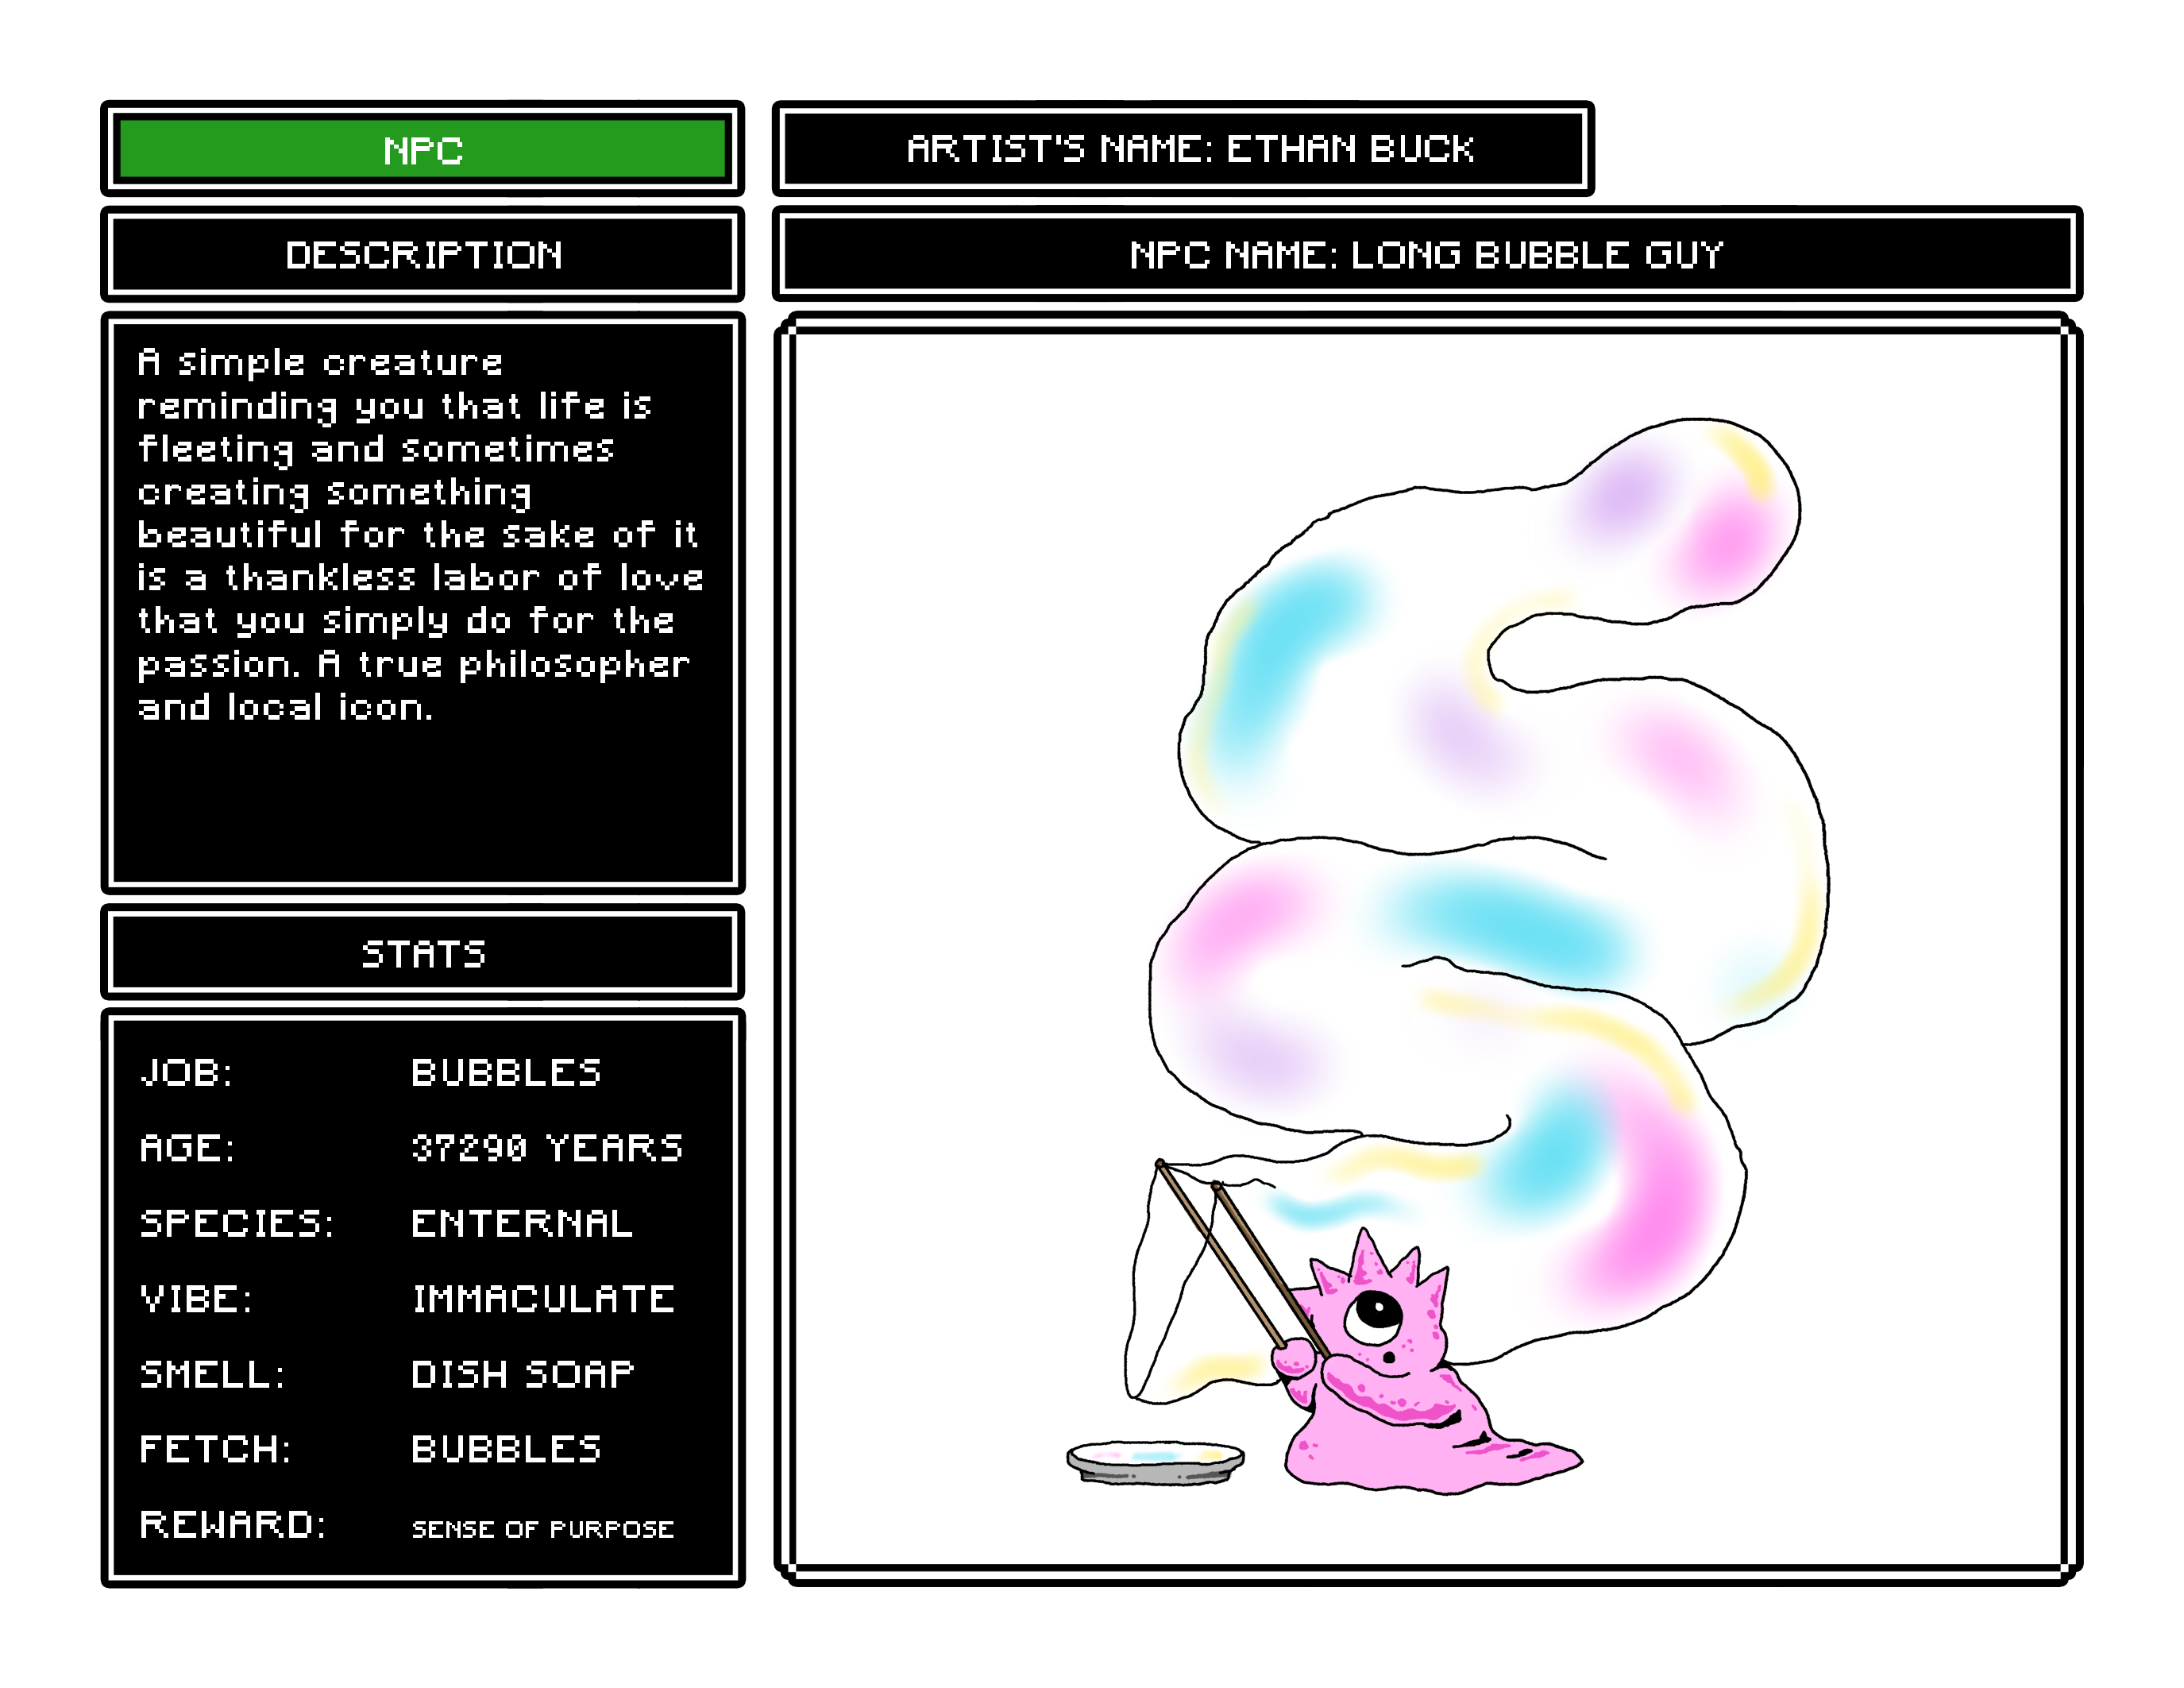 NPC
ARTIST'S NAME: ETHAN BUCK
DESCRIPTION
NPC NAME: LONG BUBBLE GUY
A simple creature
reminding you that life is
fleeting and sometimes
creating something
beautiful for the sake of it
is a thankless labor of love
that you simply do for the
passion. A true philosopher
and local icon.
STATS
JOB: BUBBLES
AGE: 37290 YEARS
SPECIES: ENTERNAL
VIBE: IMMACULATE
SMELL: DISH SOAP
FETCH: BUBBLES
REWARD: SENSE OF PURPOSE